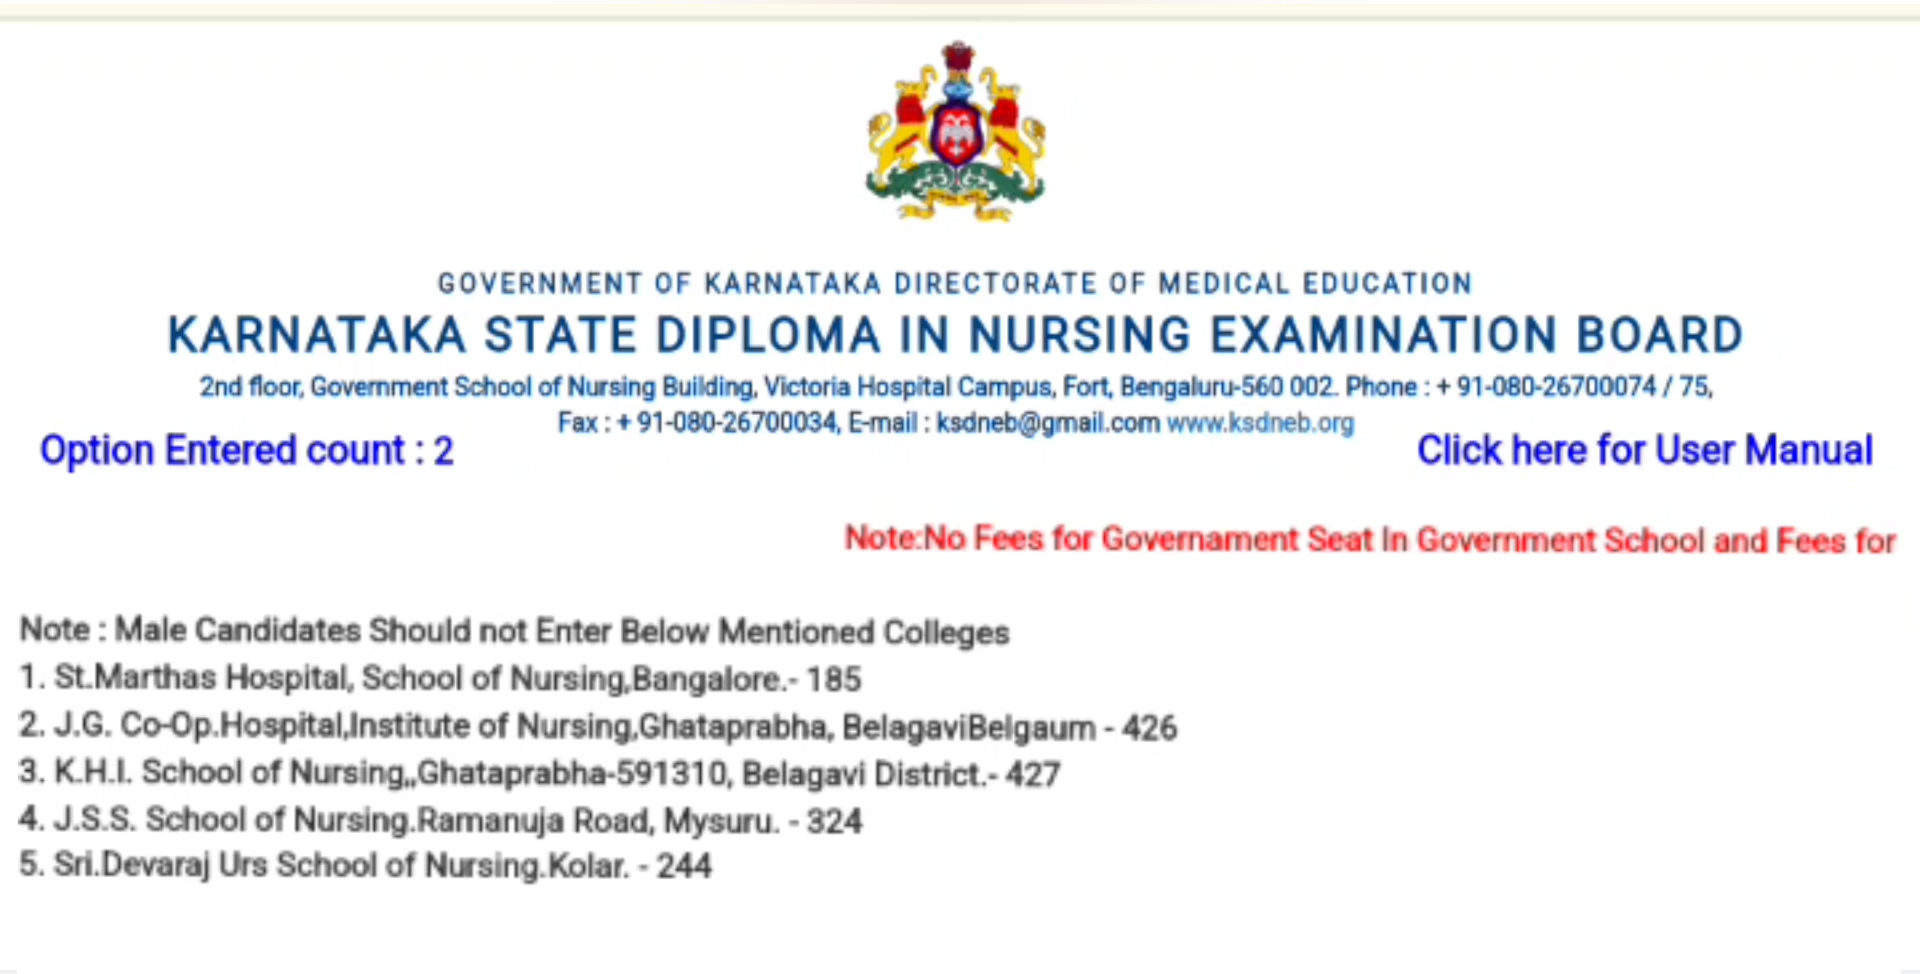 GOVERNMENT OF KARNATAKA DIRECTORATE OF MEDICAL EDUCATION
KARNATAKA STATE DIPLOMA IN NURSING EXAMINATION BOARD
2nd floor, Government School of Nursing Building, Victoria Hospital Campus, Fort, Bengaluru-560 002. Phone : + 91-080-26700074 / 75,
Fax : + 91-080-26700034, E-mail : ksdneb@gmail.com www.ksdneb.org
Option Entered count : 2
Click here for User Manual
Note:No Fees for Governament Seat In Government School and Fees for
Note : Male Candidates Should not Enter Below Mentioned Colleges
1. St.Marthas Hospital, School of Nursing,Bangalore.- 185
2. J.G. Co-Op.Hospital,Institute of Nursing,Ghataprabha, BelagaviBelgaum - 426
3. K.H.I. School of Nursing,,Ghataprabha-591310, Belagavi District.- 427
4. J.S.S. School of Nursing.Ramanuja Road, Mysuru. - 324
5. Sri.Devaraj Urs School of Nursing.Kolar. - 244